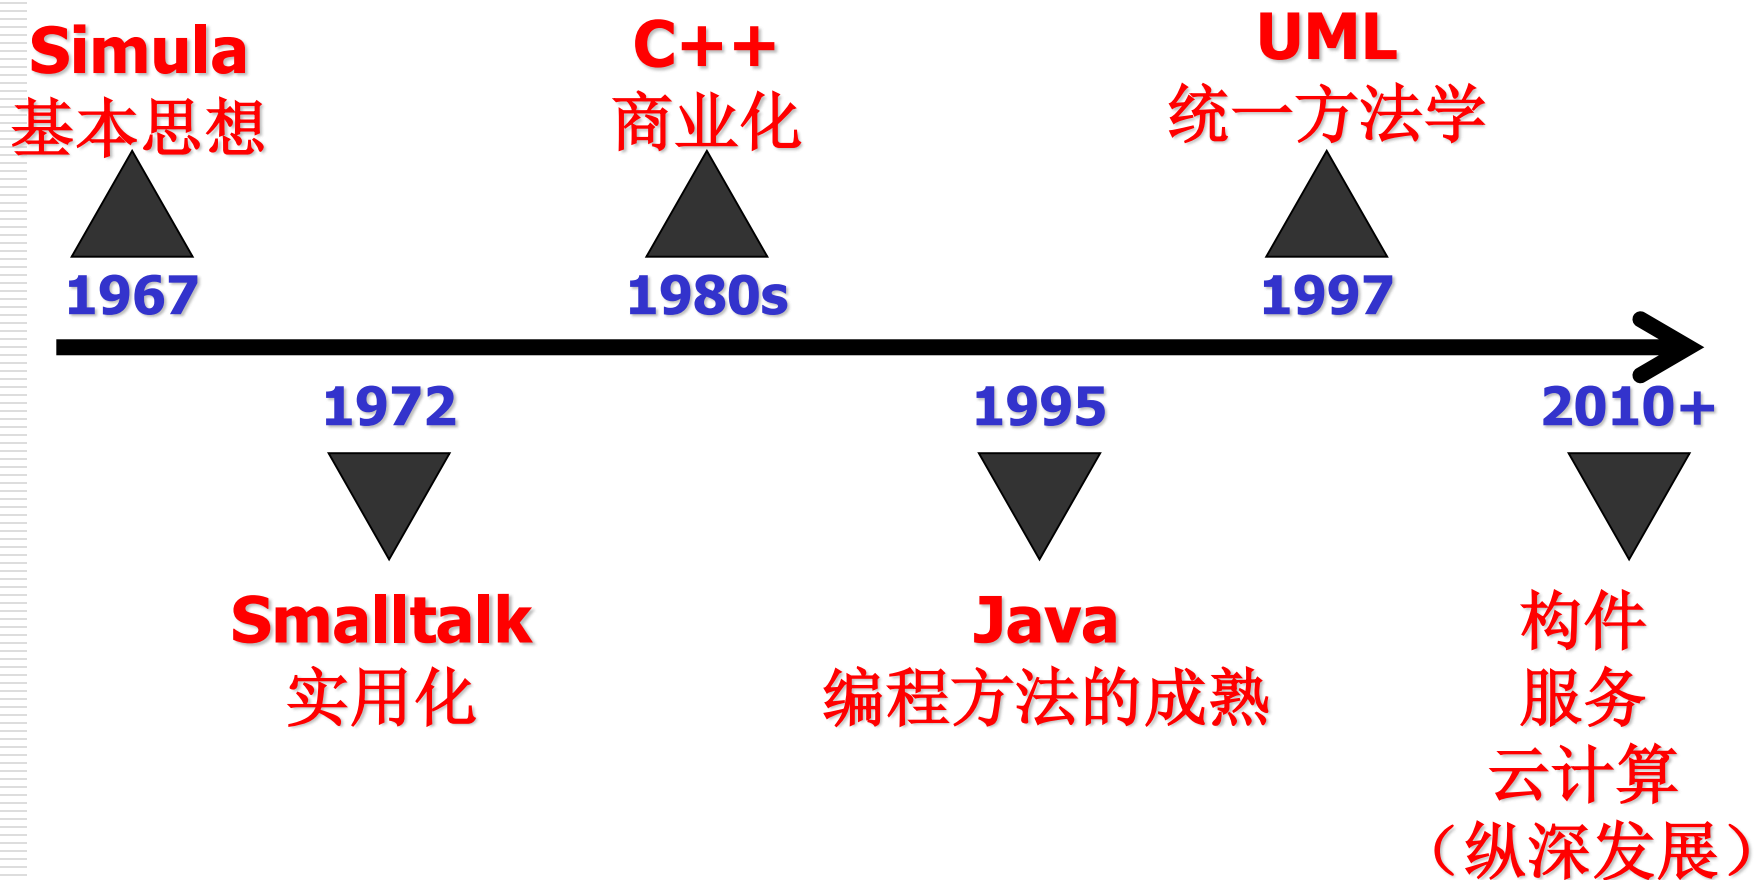 Simula
基本思想
1967
C++
商业化
1980s
UML
统一方法学
1997
1972
Smalltalk
实用化
1995
Java
编程方法的成熟
2010+
构件
服务
云计算
（纵深发展）